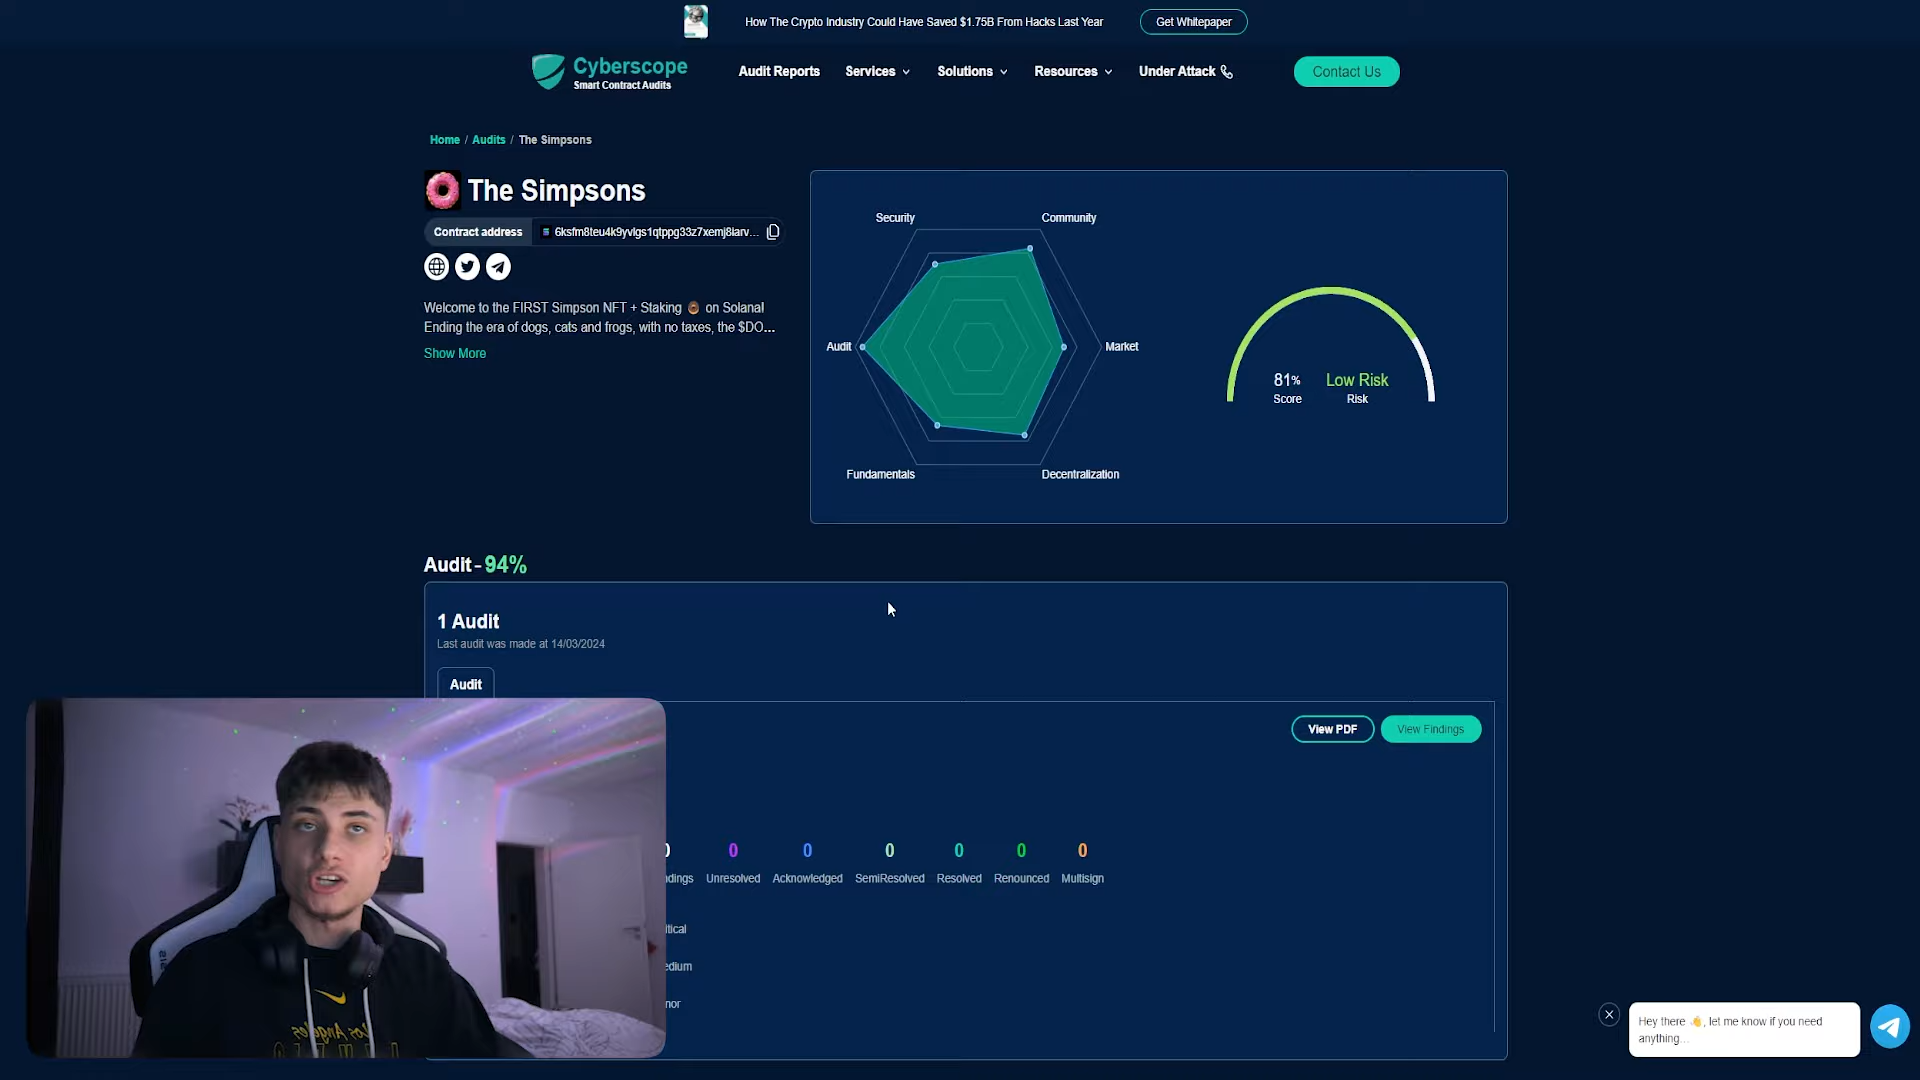 How The Crypto Industry Could Have Saved $1.75B From Hacks Last Year
Get Whitepaper
Cyberscope
Smart Contract Audits
Audit Reports
Services
Solutions
Resources
Under Attack
Contact Us
Home / Audits / The Simpsons
The Simpsons
Contract address
6ksfm8teu4k9yvlgs1qtppg33z7xemj8larv...
Welcome to the FIRST Simpson NFT + Staking 🍩 on Solana!
Ending the era of dogs, cats and frogs, with no taxes, the $DO...
Show More
Security
Community
Audit
Market
Fundamentals
Decentralization
81%
Score
Low Risk
Risk
Audit - 94%
1 Audit
Last audit was made at 14/03/2024
Audit
View PDF
View Findings
0 0 0 0 0 0
dings
Unresolved
Acknowledged
SemiResolved
Resolved
Renounced
Multisign
itical
edium
nor
Hey there 👋, let me know if you need
anything...